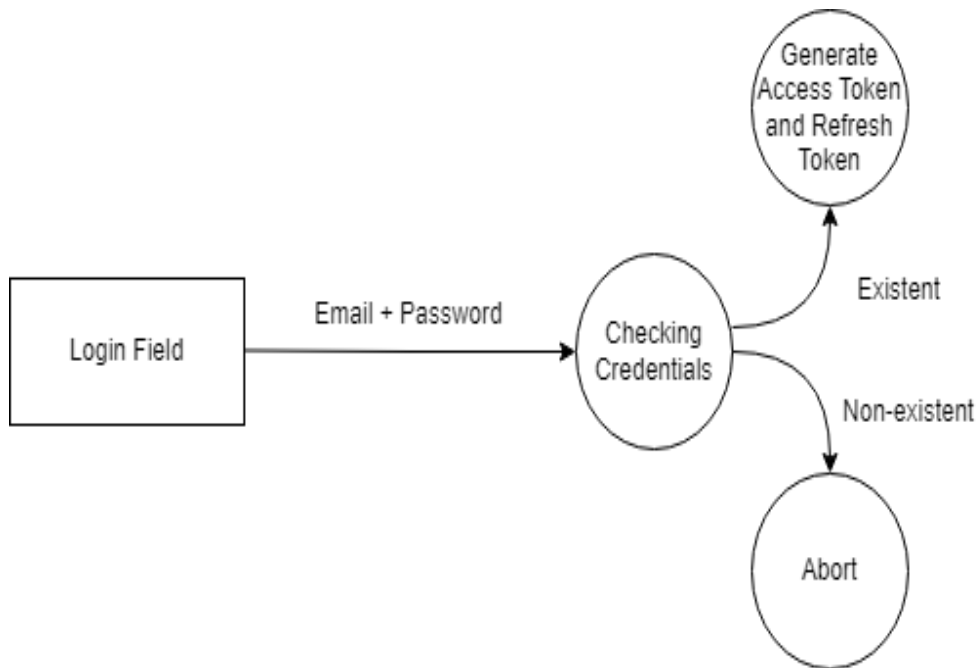 Generate
Access Token
and Refresh
Token
Existent
Email + Password
Login Field
Checking
Credentials
Non-existent
Abort